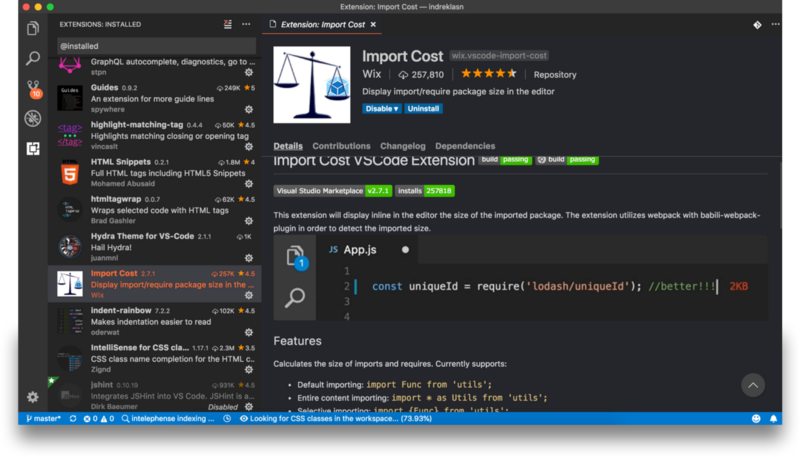 Extension: Import Cost — indreklasn
EXTENSIONS: INSTALLED
@installed
GraphQL autocomplete, diagnostics, go to ...
stpn
Guides 0.9.2 249K ★5
An extension for more guide lines
spywhere
highlight-matching-tag 0.4.4 50K ★4.5
Highlights matching closing or opening tag
vincaslt
HTML Snippets 0.2.1 1.8M ★4
Full HTML tags including HTML5 Snippets
Mohamed Abusaid
htmltagwrap 0.0.7 62K ★4.5
Wraps selected code with HTML tags
Brad Gashler
Hydra Theme for VS-Code 2.1.1 1K
Hail Hydra!
juanmnl
Import Cost 2.7.1 257K ★4.5
Display import/require package size in the ...
Wix
indent-rainbow 7.2.2 102K ★4.5
Makes indentation easier to read
oderwat
IntelliSense for CSS cla... 1.17.1 2.3M ★3.5
CSS class name completion for the HTML c...
Zignd
jshint 0.10.19 931K ★4.5
Integrates JSHint into VS Code. JSHint is a...
Dirk Baeumer Disabled
10
Extension: Import Cost ×
Import Cost wix.vscode-import-cost
Wix | 257,810 | ★★★★★ | Repository
Display import/require package size in the editor
Disable ▾ Uninstall
Details Contributions Changelog Dependencies
Import Cost VSCode Extension build passing build passing
Visual Studio Marketplace v2.7.1 installs 257818
This extension will display inline in the editor the size of the imported package. The extension utilizes webpack with babili-webpack-
plugin in order to detect the imported size.
1
JS App.js ●
1
2 const uniqueId = require('lodash/uniqueId'); //better!!! 2KB
3
4
Features
Calculates the size of imports and requires. Currently supports:
• Default importing: import Func from 'utils';
• Entire content importing: import * as Utils from 'utils';
• Selective importing: import {Func} from 'utils';
master* 0 0 intelephense indexing ... Looking for CSS classes in the workspace... (73.93%)